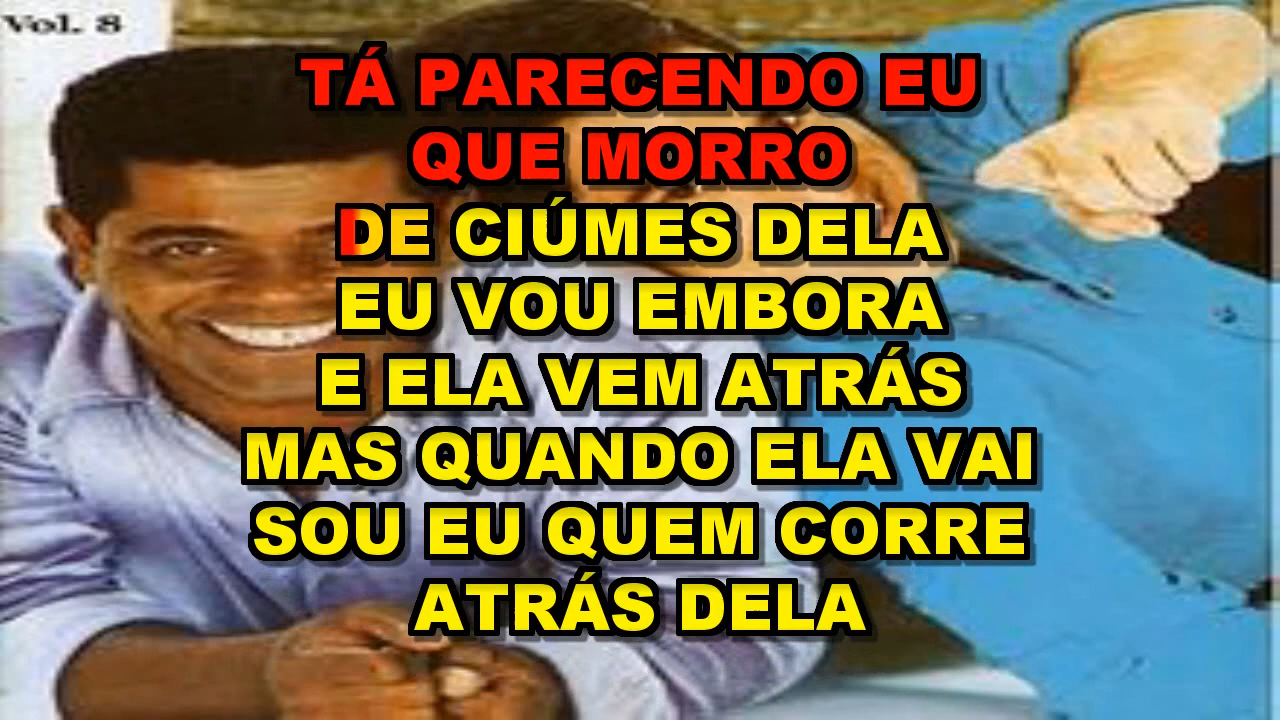 Vol. 8
TÁ PARECENDO EU
QUE MORRO
DE CIÚMES DELA
EU VOU EMBORA
E ELA VEM ATRÁS
MAS QUANDO ELA VAI
SOU EU QUEM CORRE
ATRÁS DELA